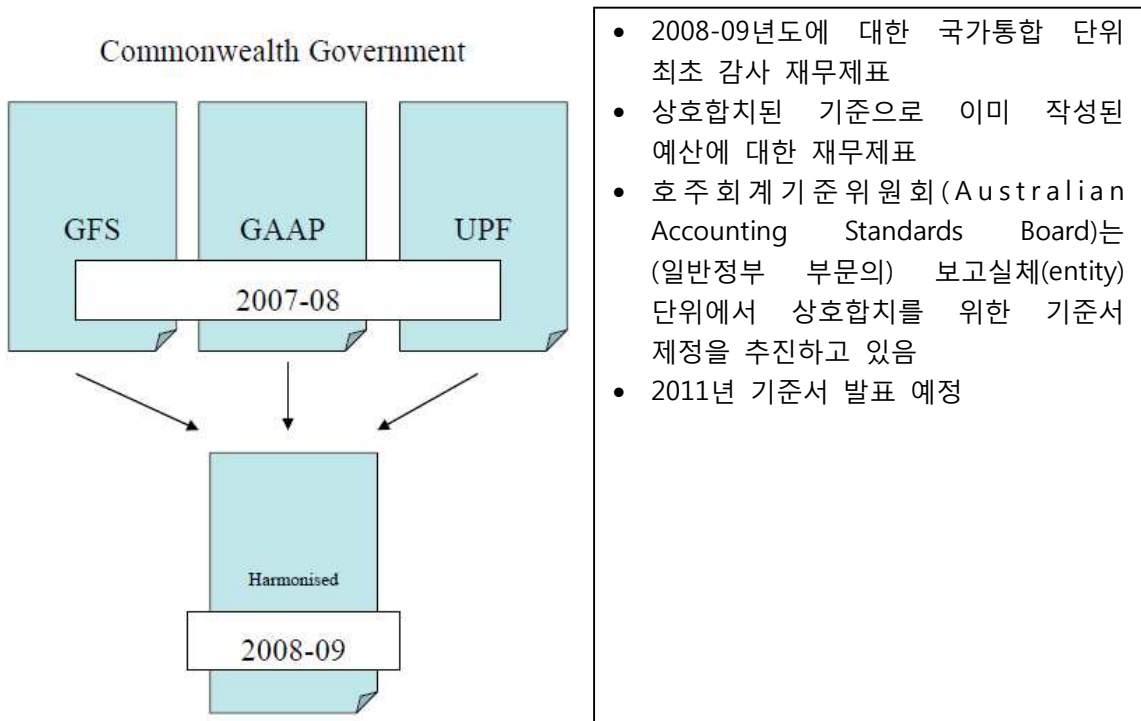 Commonwealth Government
GFS
GAAP
UPF
2007-08
Harmonised
2008-09
• 2008-09년도에 대한 국가통합 단위
최초 감사 재무제표
• 상호합치된 기준으로 이미 작성된
예산에 대한 재무제표
• 호주회계기준위원회(Australian
Accounting Standards Board)는
(일반정부 부문의) 보고실체(entity)
단위에서 상호합치를 위한 기준서
제정을 추진하고 있음
• 2011년 기준서 발표 예정